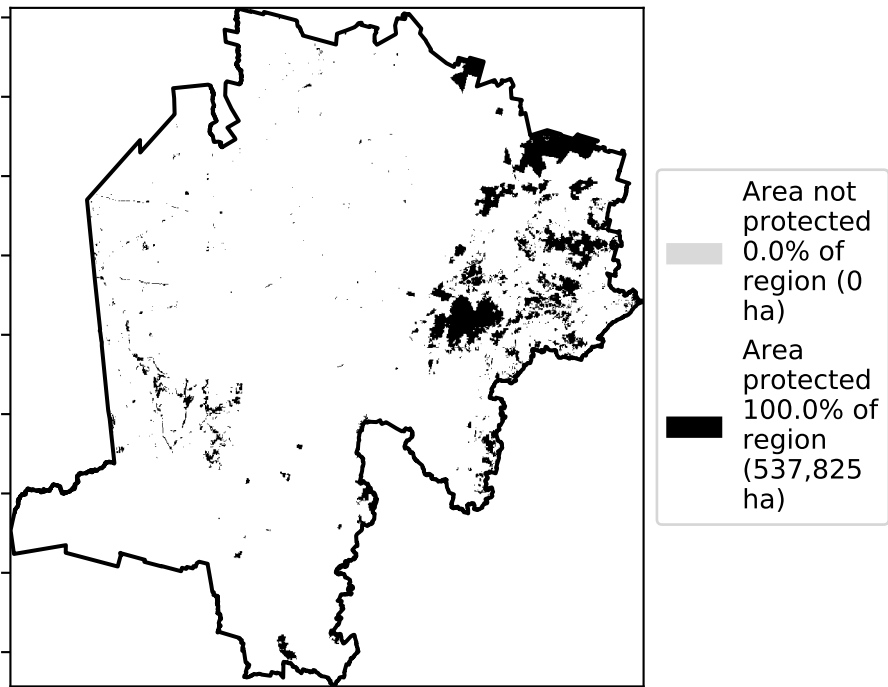 Area not
protected
0.0% of
region (0
ha)
Area
protected
100.0% of
region
(537,825
ha)